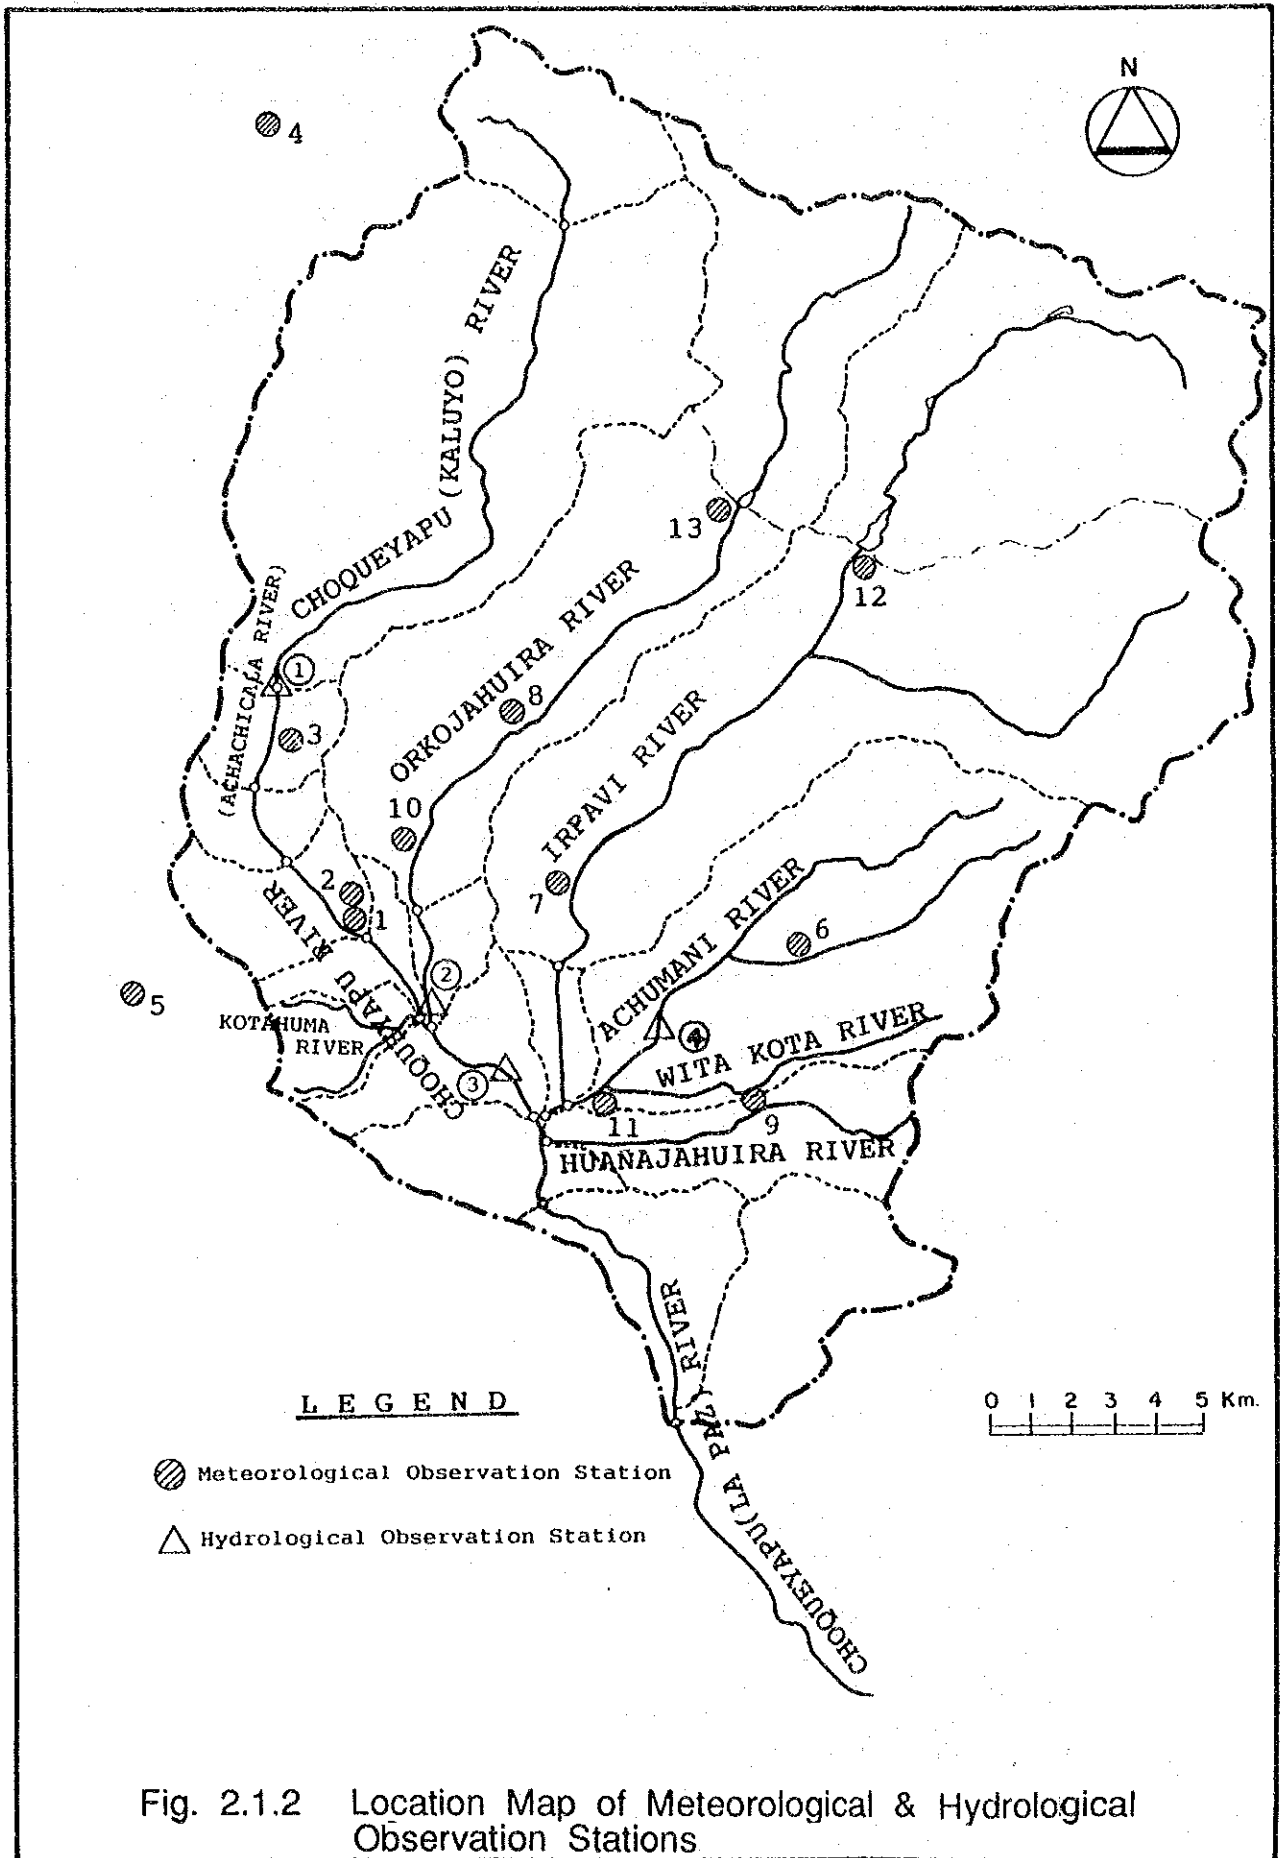 N
4
CHOQUEYAPU (KALUYO) RIVER
13
12
(ACHACHICALA RIVER)
1
ORKOJAHUIRA RIVER
8
3
IRPAVI RIVER
10
2
1
7
ACHUMANI RIVER
6
5
2
CHOQUEYAPU RIVER
KOTAHUMA
RIVER
4
WITA KOTA RIVER
3
11
9
HUAÑAJAHUIRA RIVER
CHOQUEYAPU (LA PAZ) RIVER
0 1 2 3 4 5 Km.
LEGEND
Meteorological Observation Station
Hydrological Observation Station
Fig. 2.1.2 Location Map of Meteorological & Hydrological
Observation Stations